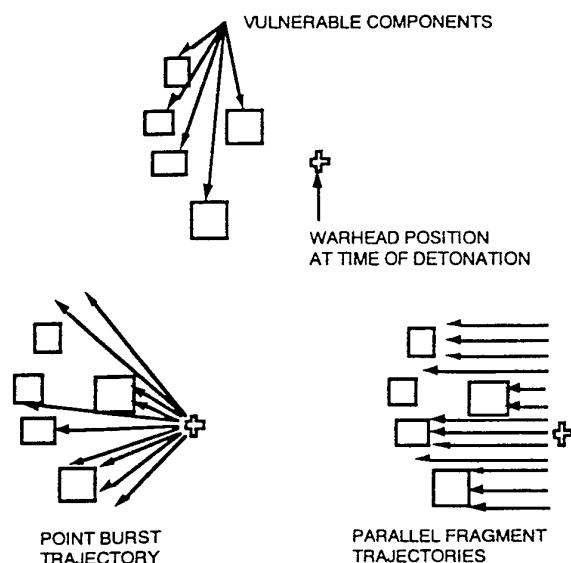 VULNERABLE COMPONENTS
WARHEAD POSITION
AT TIME OF DETONATION
POINT BURST
TRAJECTORY
PARALLEL FRAGMENT
TRAJECTORIES